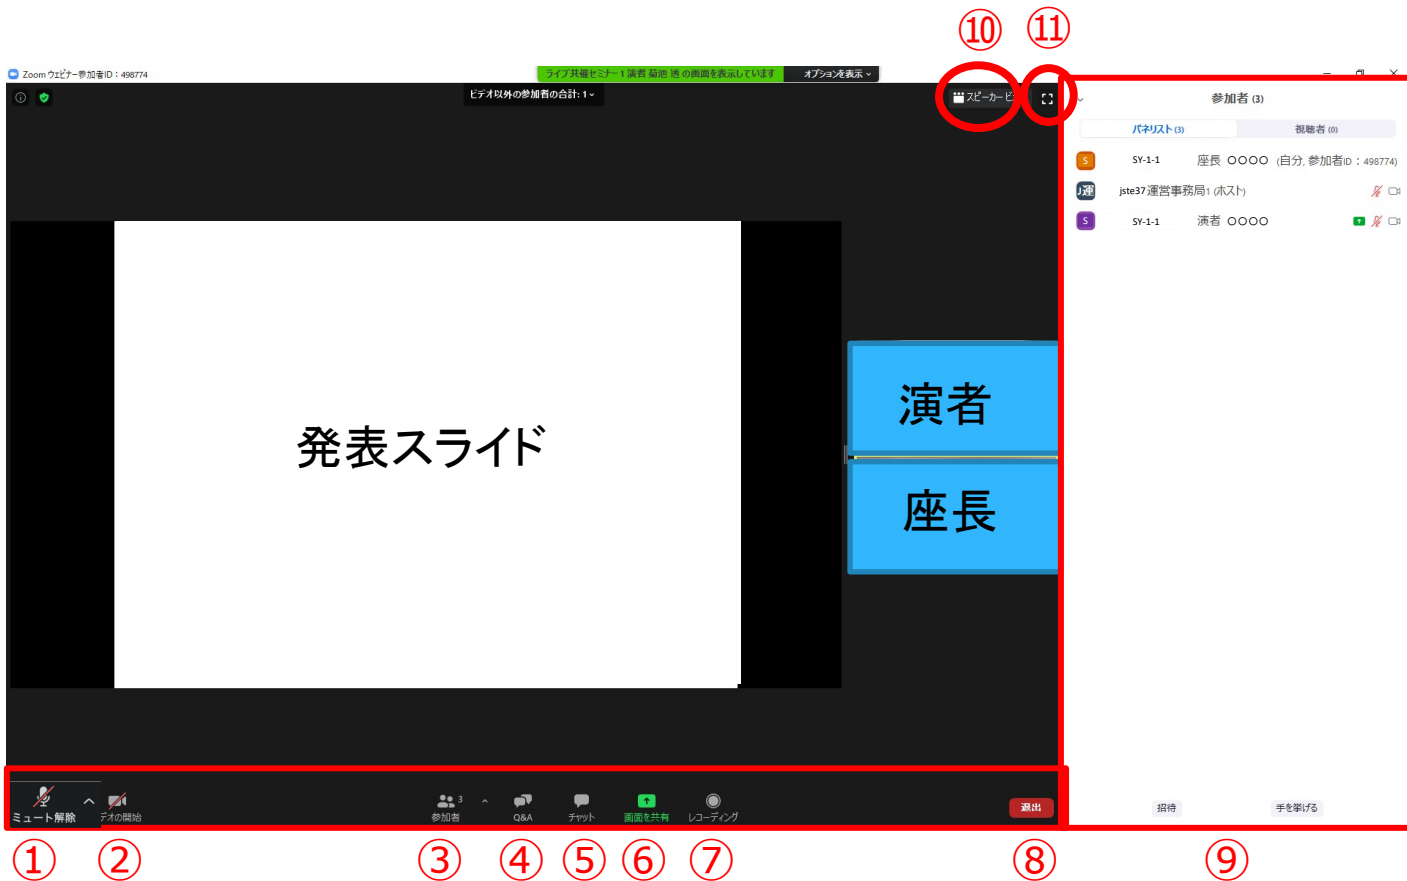 ⑩ ⑪
Zoom ウェビナー参加者ID：498774
ライブ共催セミナー1 演者 菊池 透 の画面を表示しています
オプションを表示
ビデオ以外の参加者の合計: 1
スピーカー ビ
参加者 (3)
パネリスト (3)
視聴者 (0)
S SY-1-1 座長 〇〇〇〇 (自分, 参加者ID：498774)
J運 jste37 運営事務局1 (ホスト)
S SY-1-1 演者 〇〇〇〇
発表スライド
演者
座長
ミュート解除
デオの開始
3
参加者
Q&A
チャット
画面を共有
レコーディング
退出
招待
手を挙げる
① ② ③ ④ ⑤ ⑥ ⑦ ⑧ ⑨